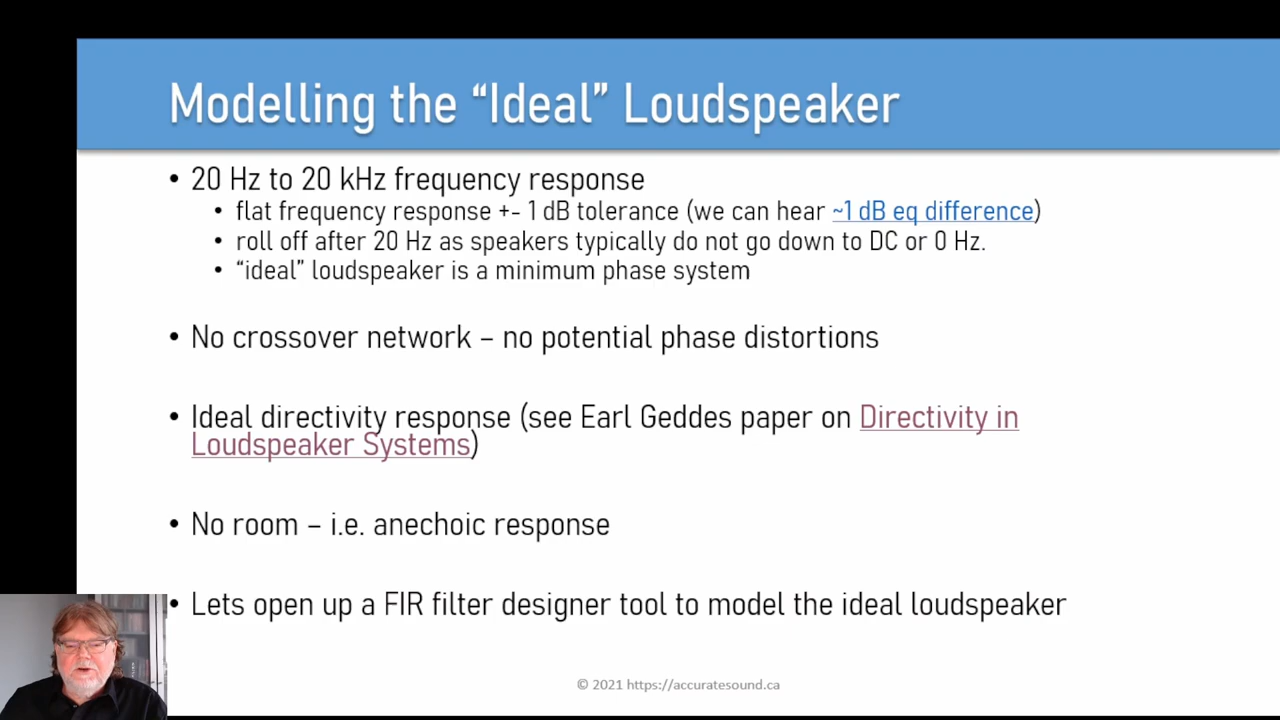 Modelling the “Ideal” Loudspeaker
• 20 Hz to 20 kHz frequency response
• flat frequency response +- 1 dB tolerance (we can hear ~1 dB eq difference)
• roll off after 20 Hz as speakers typically do not go down to DC or 0 Hz.
• “ideal” loudspeaker is a minimum phase system
• No crossover network – no potential phase distortions
• Ideal directivity response (see Earl Geddes paper on Directivity in
Loudspeaker Systems)
• No room – i.e. anechoic response
• Lets open up a FIR filter designer tool to model the ideal loudspeaker
© 2021 https://accuratesound.ca